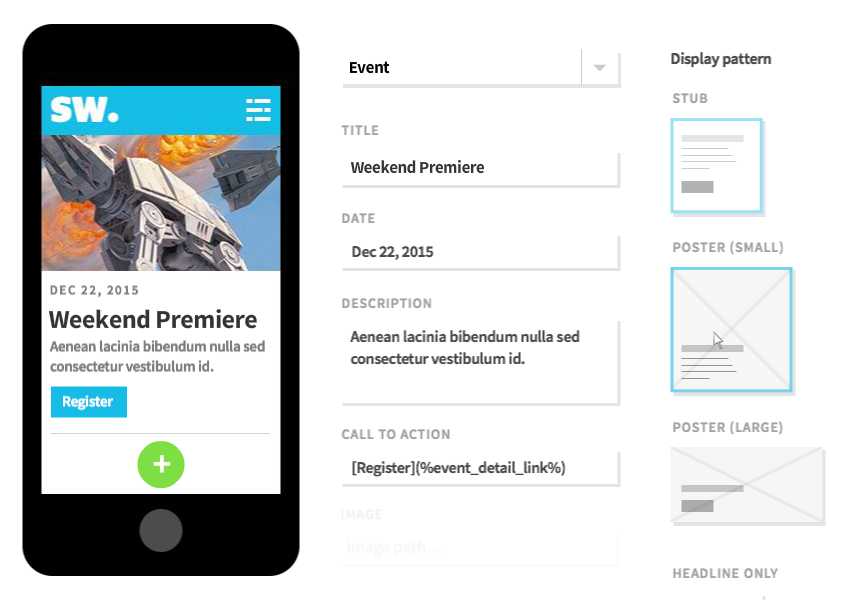 SW.
DEC 22, 2015
Weekend Premiere
Aenean lacinia bibendum nulla sed
consectetur vestibulum id.
Register
Event
TITLE
Weekend Premiere
DATE
Dec 22, 2015
DESCRIPTION
Aenean lacinia bibendum nulla sed
consectetur vestibulum id.
CALL TO ACTION
[Register](%event_detail_link%)
IMAGE
Image path...
Display pattern
STUB
POSTER (SMALL)
POSTER (LARGE)
HEADLINE ONLY